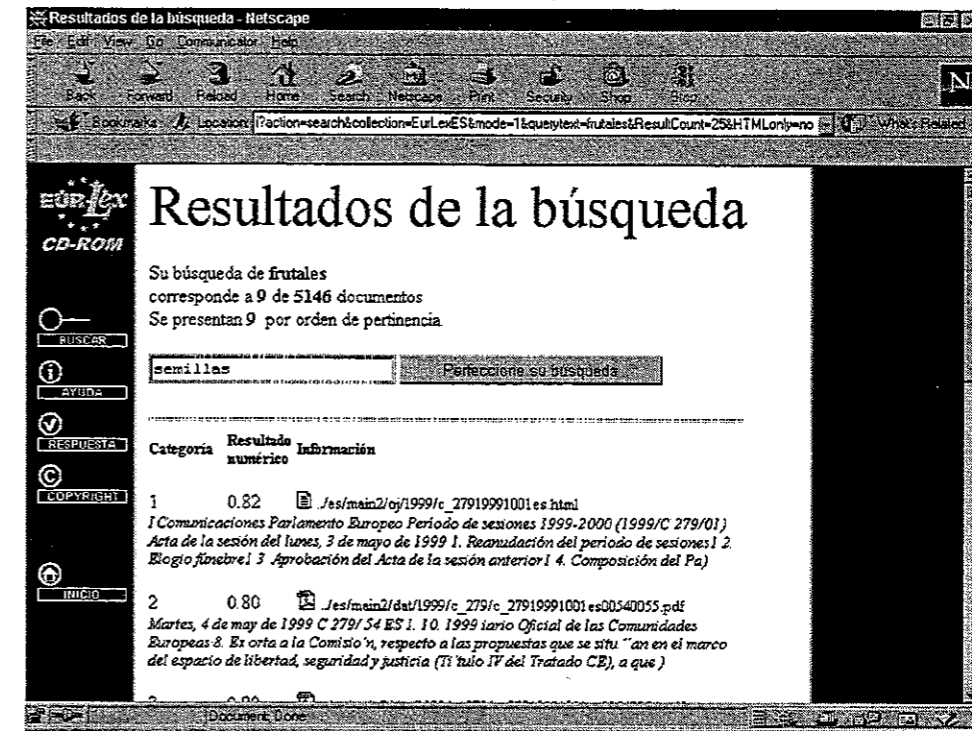 Resultados de la búsqueda - Netscape
File Edit View Go Communicator Help
Back Forward Reload Home Search Netscape Print Security Shop Stop
Bookmarks Location: l?action=search&collection=EurLexES&mode=1&querytext=frutales&ResultCount=25&HTMLonly=no What's Related
EUR Lex
CD-ROM
BUSCAR
AYUDA
RESPUESTA
COPYRIGHT
INICIO
Resultados de la búsqueda
Su búsqueda de frutales
corresponde a 9 de 5146 documentos
Se presentan 9 por orden de pertinencia.
semillas Perfeccione su búsqueda
Categoría Resultado numérico Información
1 0.82 ../es/main2/oj/1999/c_27919991001es.html
I Comunicaciones Parlamento Europeo Período de sesiones 1999-2000 (1999/C 279/01)
Acta de la sesión del lunes, 3 de mayo de 1999 1. Reanudación del período de sesiones1 2.
Elogio fúnebre1 3 Aprobación del Acta de la sesión anterior1 4. Composición del Pa)
2 0.80 ../es/main2/dat/1999/c_279/c_27919991001es00540055.pdf
Martes, 4 de may de 1999 C 279/ 54 ES 1. 10. 1999 iario Oficial de las Comunidades
Europeas 8. Ex orta a la Comisio´n, respecto a las propuestas que se situ ¨an en el marco
del espacio de libertad, seguridad y justicia (Ti ´tulo IV del Tratado CE), a que )
Document: Done